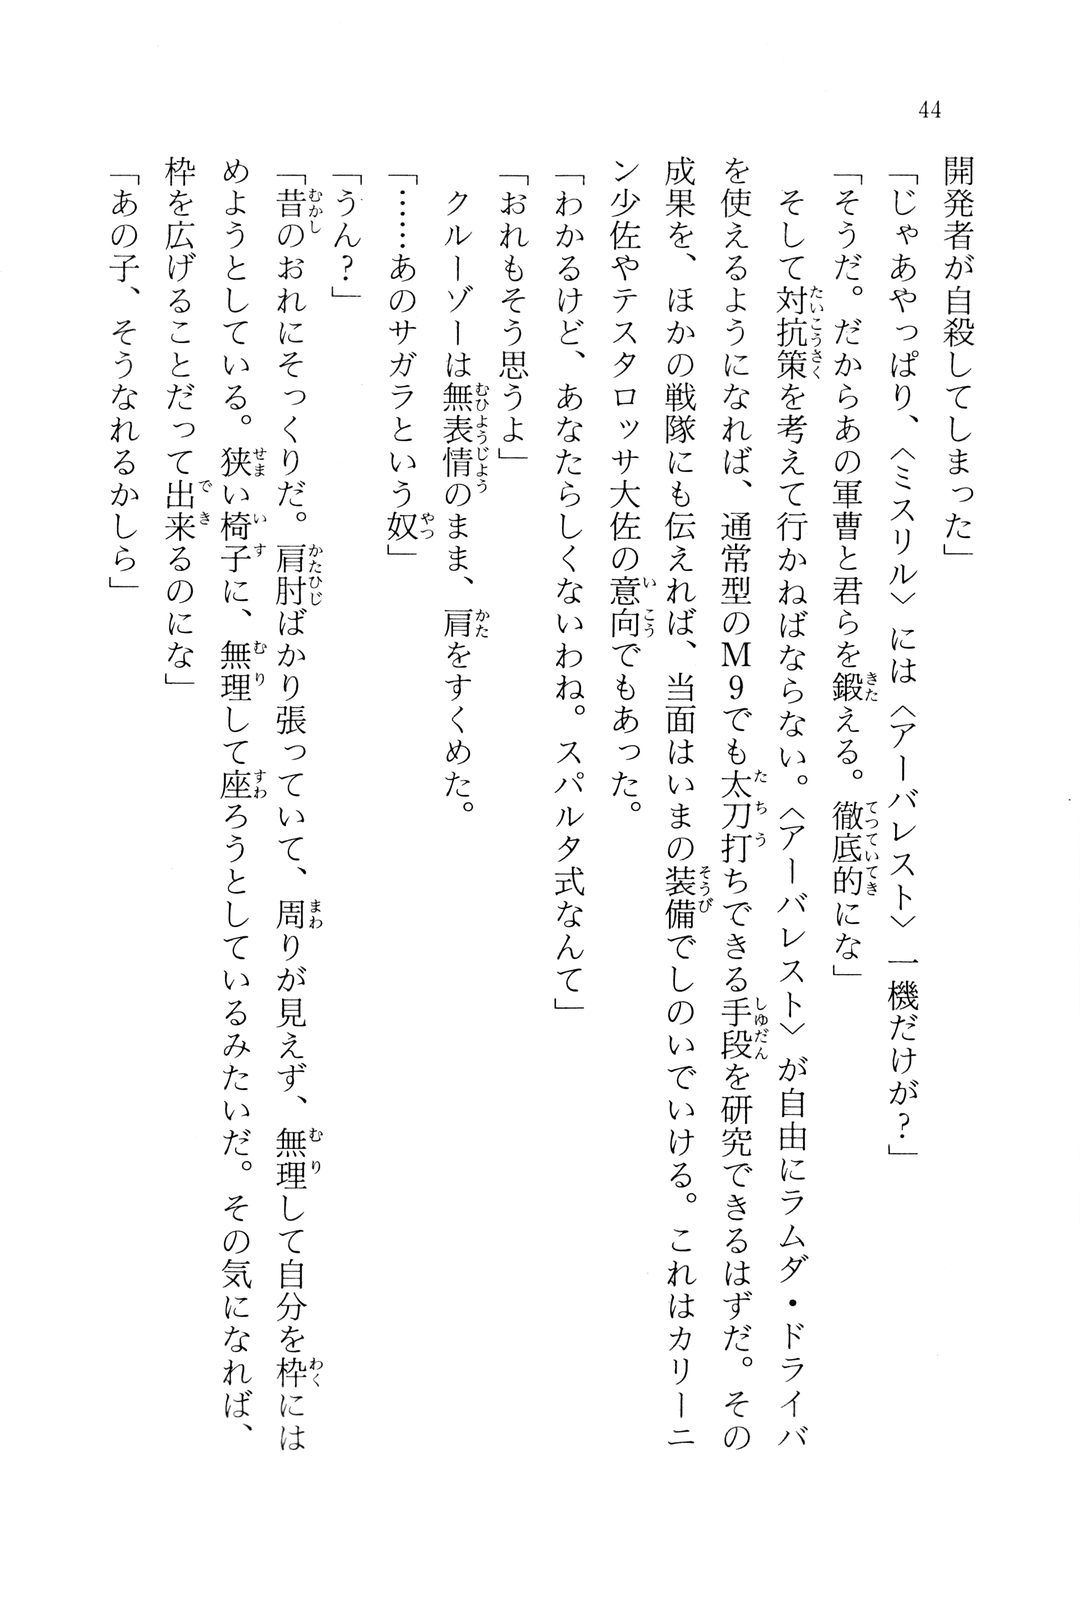 44
開発者が自殺してしまった」
「じゃあやっぱり、〈ミスリル〉には〈アーバレスト〉一機だけが？」
「そうだ。だからあの軍曹と君らを鍛える。徹底的にな」
　そして対抗策を考えて行かねばならない。〈アーバレスト〉が自由にラムダ・ドライバ
を使えるようになれば、通常型のM9でも太刀打ちできる手段を研究できるはずだ。その
成果を、ほかの戦隊にも伝えれば、当面はいまの装備でしのいでいける。これはカリーニ
ン少佐やテスタロッサ大佐の意向でもあった。
「わかるけど、あなたらしくないわね。スパルタ式なんて」
「おれもそう思うよ」
　クルーゾーは無表情のまま、肩をすくめた。
「……あのサガラという奴」
「うん？」
「昔のおれにそっくりだ。肩肘ばかり張っていて、周りが見えず、無理して自分を枠には
めようとしている。狭い椅子に、無理して座ろうとしているみたいだ。その気になれば、
枠を広げることだって出来るのにな」
「あの子、そうなれるかしら」